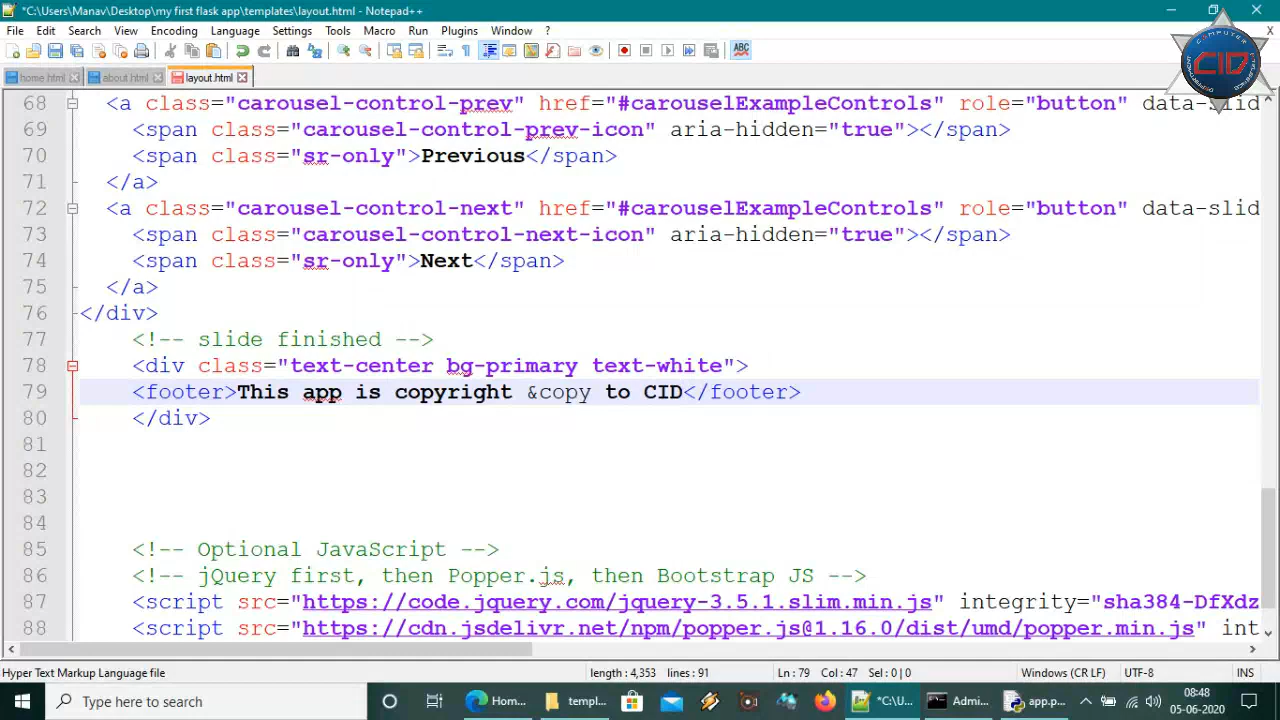 *C:\Users\Manav\Desktop\my first flask app\templates\layout.html - Notepad++
File Edit Search View Encoding Language Settings Tools Macro Run Plugins Window ? X
home.html about.html layout.html
68 <a class="carousel-control-prev" href="#carouselExampleControls" role="button" data-slid
69 <span class="carousel-control-prev-icon" aria-hidden="true"></span>
70 <span class="sr-only">Previous</span>
71 </a>
72 <a class="carousel-control-next" href="#carouselExampleControls" role="button" data-slid
73 <span class="carousel-control-next-icon" aria-hidden="true"></span>
74 <span class="sr-only">Next</span>
75 </a>
76 </div>
77 <!-- slide finished -->
78 <div class="text-center bg-primary text-white">
79 <footer>This app is copyright &copy to CID</footer>
80 </div>
81
82
83
84
85 <!-- Optional JavaScript -->
86 <!-- jQuery first, then Popper.js, then Bootstrap JS -->
87 <script src="https://code.jquery.com/jquery-3.5.1.slim.min.js" integrity="sha384-DfXdz
88 <script src="https://cdn.jsdelivr.net/npm/popper.js@1.16.0/dist/umd/popper.min.js" int
Hyper Text Markup Language file length : 4,353 lines : 91 Ln : 79 Col : 47 Sel : 0 | 0 Windows (CR LF) UTF-8 INS
Type here to search Hom... templ... *C:\U... Admi... app.p... 08:48
05-06-2020
COMPUTER
CID
ABC